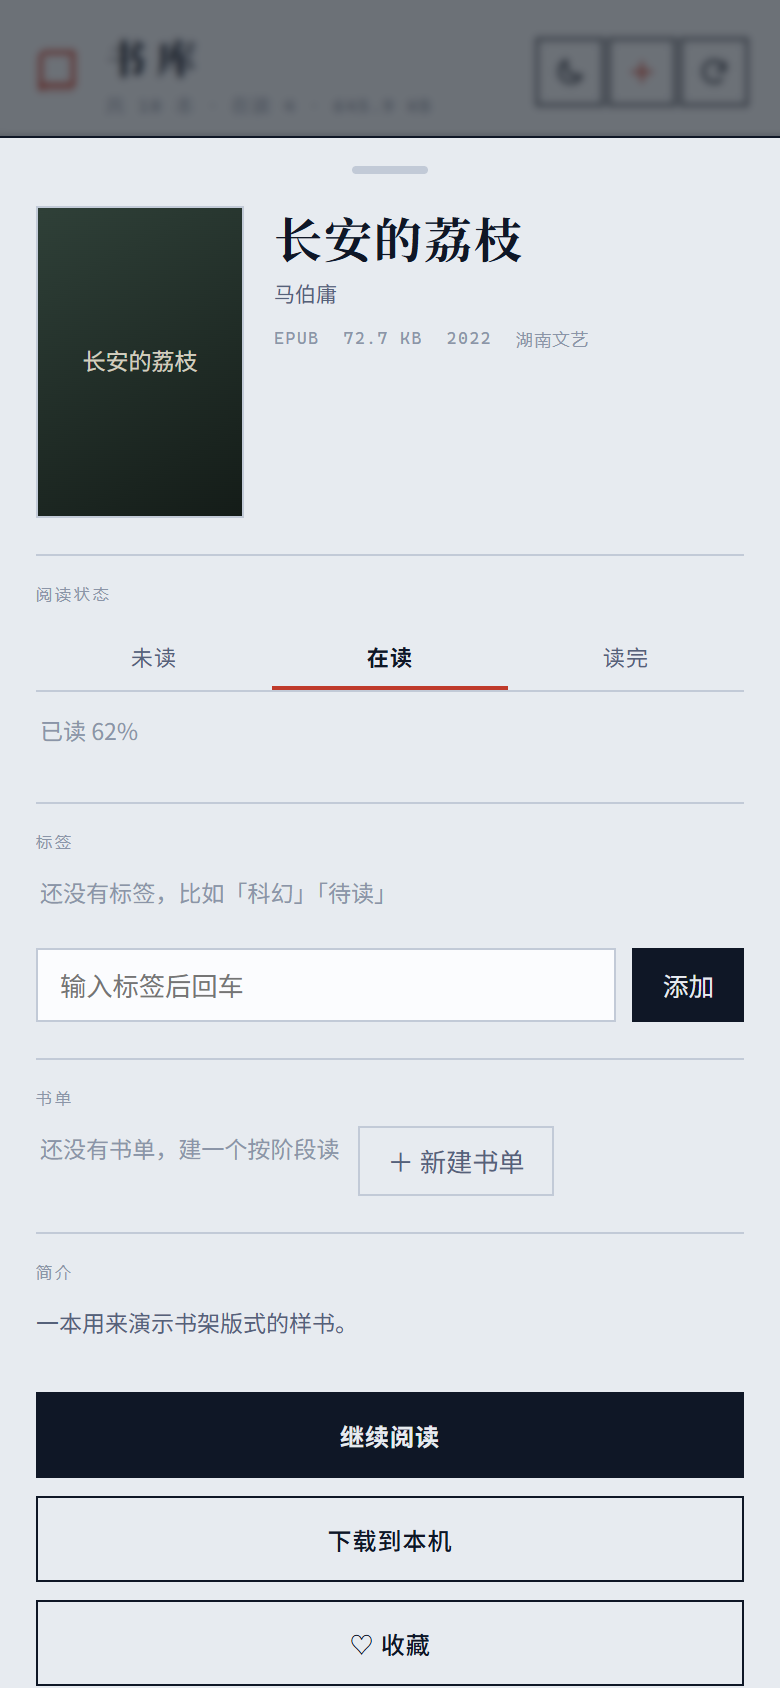 书库
长安的荔枝
长安的荔枝
马伯庸
EPUB 72.7 KB 2022 湖南文艺
阅读状态
未读 在读 读完
已读 62%
标签
还没有标签，比如「科幻」「待读」
输入标签后回车 添加
书单
还没有书单，建一个按阶段读 ＋ 新建书单
简介
一本用来演示书架版式的样书。
继续阅读
下载到本机
♡ 收藏